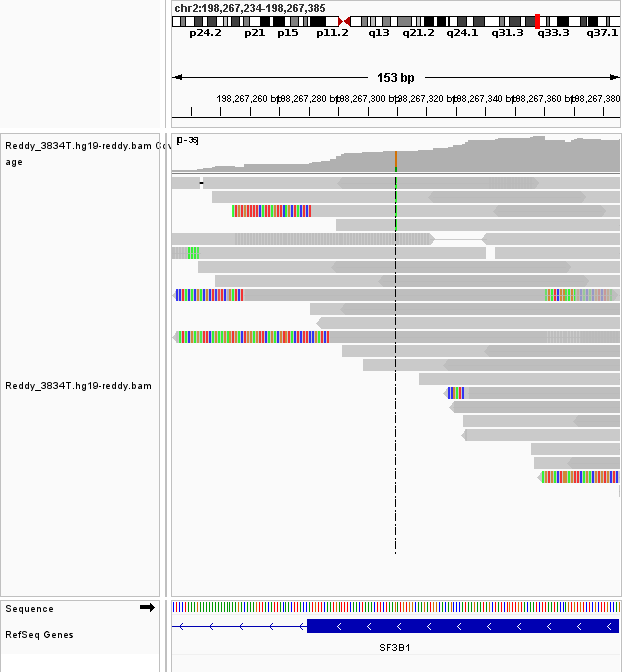 chr2:198,267,234-198,267,385
p24.2 p21 p15 p11.2 q13 q21.2 q24.1 q31.3 q33.3 q37.1
153 bp
198,267,260 bp 198,267,280 bp 198,267,300 bp 198,267,320 bp 198,267,340 bp 198,267,360 bp 198,267,380
Reddy_3834T.hg19-reddy.bam Cov
age
[0-36]
Reddy_3834T.hg19-reddy.bam
Sequence
RefSeq Genes
SF3B1